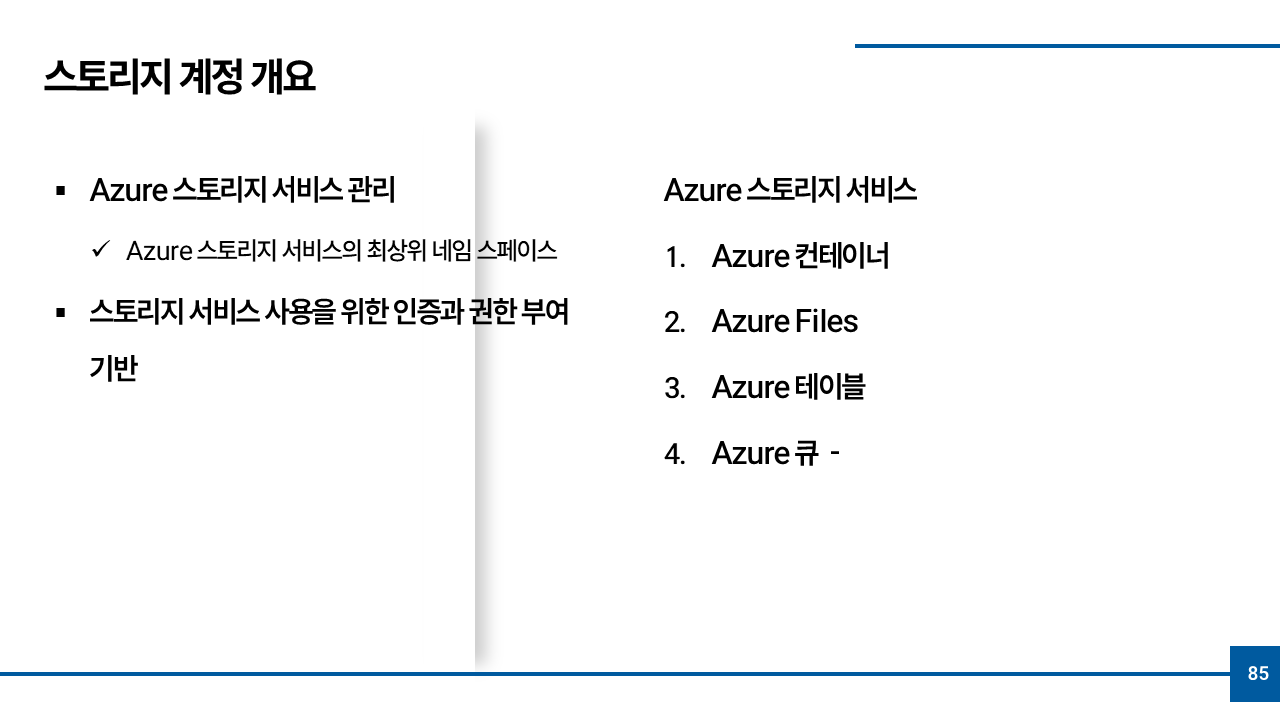 스토리지 계정 개요
▪ Azure 스토리지 서비스 관리
✓ Azure 스토리지 서비스의 최상위 네임 스페이스
▪ 스토리지 서비스 사용을 위한 인증과 권한 부여
기반
Azure 스토리지 서비스
1. Azure 컨테이너
2. Azure Files
3. Azure 테이블
4. Azure 큐 -
85